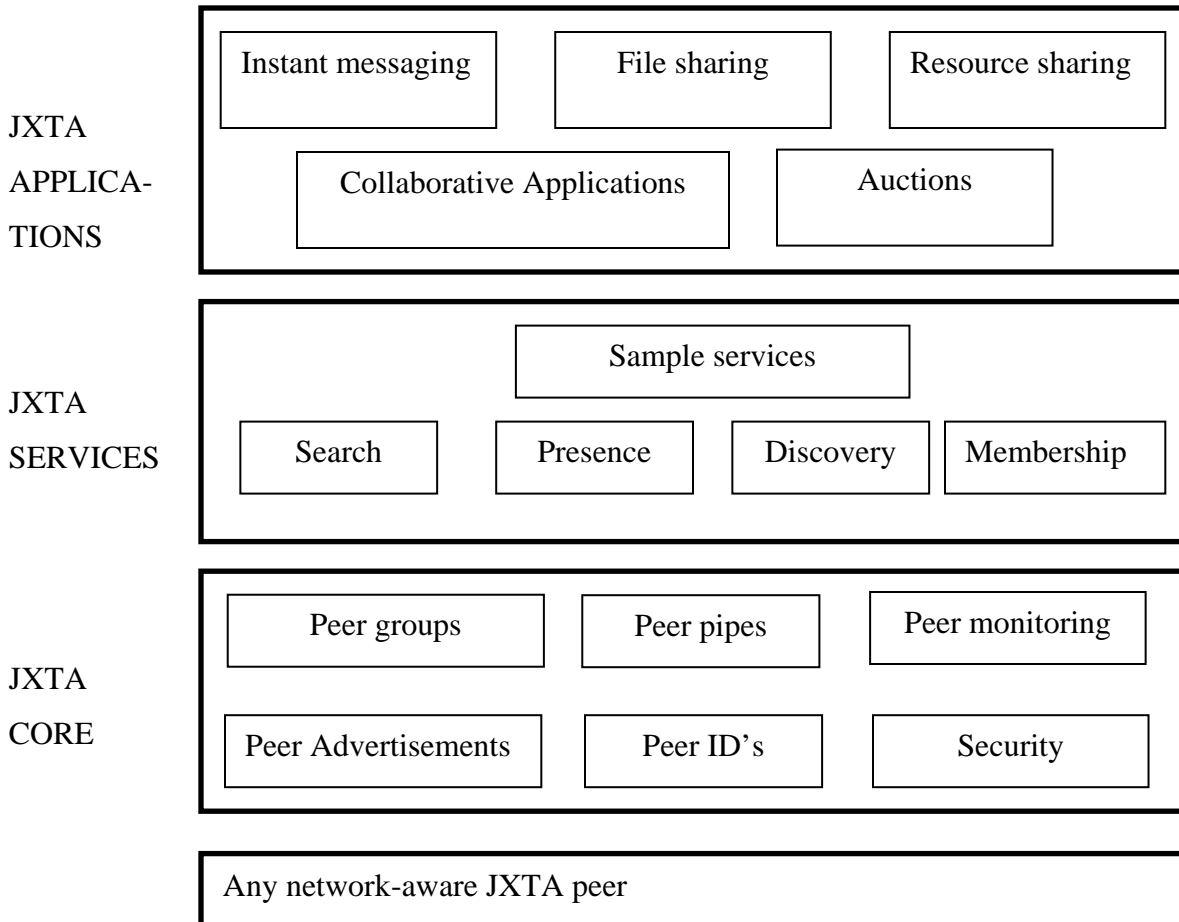 Instant messaging
File sharing
Resource sharing
JXTA
APPLICA-
TIONS
Collaborative Applications
Auctions
JXTA
SERVICES
Sample services
Search
Presence
Discovery
Membership
JXTA
CORE
Peer groups
Peer pipes
Peer monitoring
Peer Advertisements
Peer ID’s
Security
Any network-aware JXTA peer